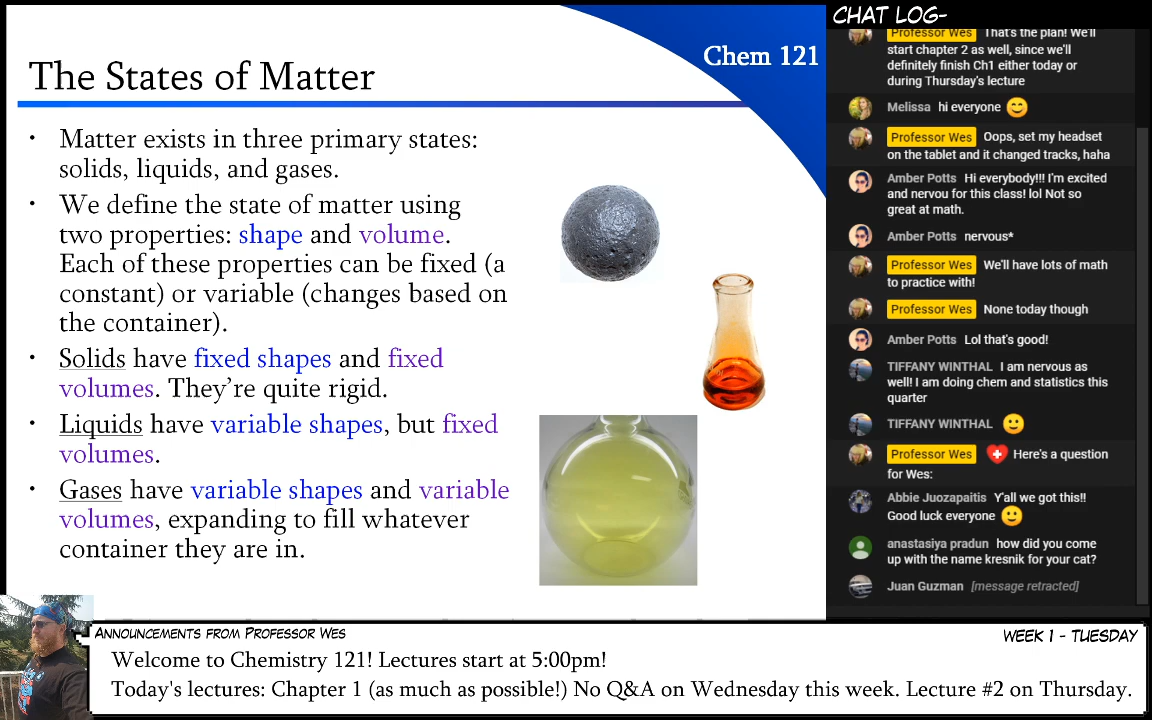 Chem 121
The States of Matter
• Matter exists in three primary states:
solids, liquids, and gases.
• We define the state of matter using
two properties: shape and volume.
Each of these properties can be fixed (a
constant) or variable (changes based on
the container).
• Solids have fixed shapes and fixed
volumes. They’re quite rigid.
• Liquids have variable shapes, but fixed
volumes.
• Gases have variable shapes and variable
volumes, expanding to fill whatever
container they are in.
CHAT LOG-
Professor Wes That's the plan! We'll
start chapter 2 as well, since we'll
definitely finish Ch1 either today or
during Thursday's lecture
Melissa hi everyone 😊
Professor Wes Oops, set my headset
on the tablet and it changed tracks, haha
Amber Potts Hi everybody!!! I'm excited
and nervou for this class! lol Not so
great at math.
Amber Potts nervous*
Professor Wes We'll have lots of math
to practice with!
Professor Wes None today though
Amber Potts Lol that's good!
TIFFANY WINTHAL I am nervous as
well! I am doing chem and statistics this
quarter
TIFFANY WINTHAL 🙂
Professor Wes Here's a question
for Wes:
Abbie Juozapaitis Y'all we got this!!
Good luck everyone 🙂
anastasiya pradun how did you come
up with the name kresnik for your cat?
Juan Guzman [message retracted]
ANNOUNCEMENTS FROM PROFESSOR WES
WEEK 1 - TUESDAY
Welcome to Chemistry 121! Lectures start at 5:00pm!
Today's lectures: Chapter 1 (as much as possible!) No Q&A on Wednesday this week. Lecture #2 on Thursday.